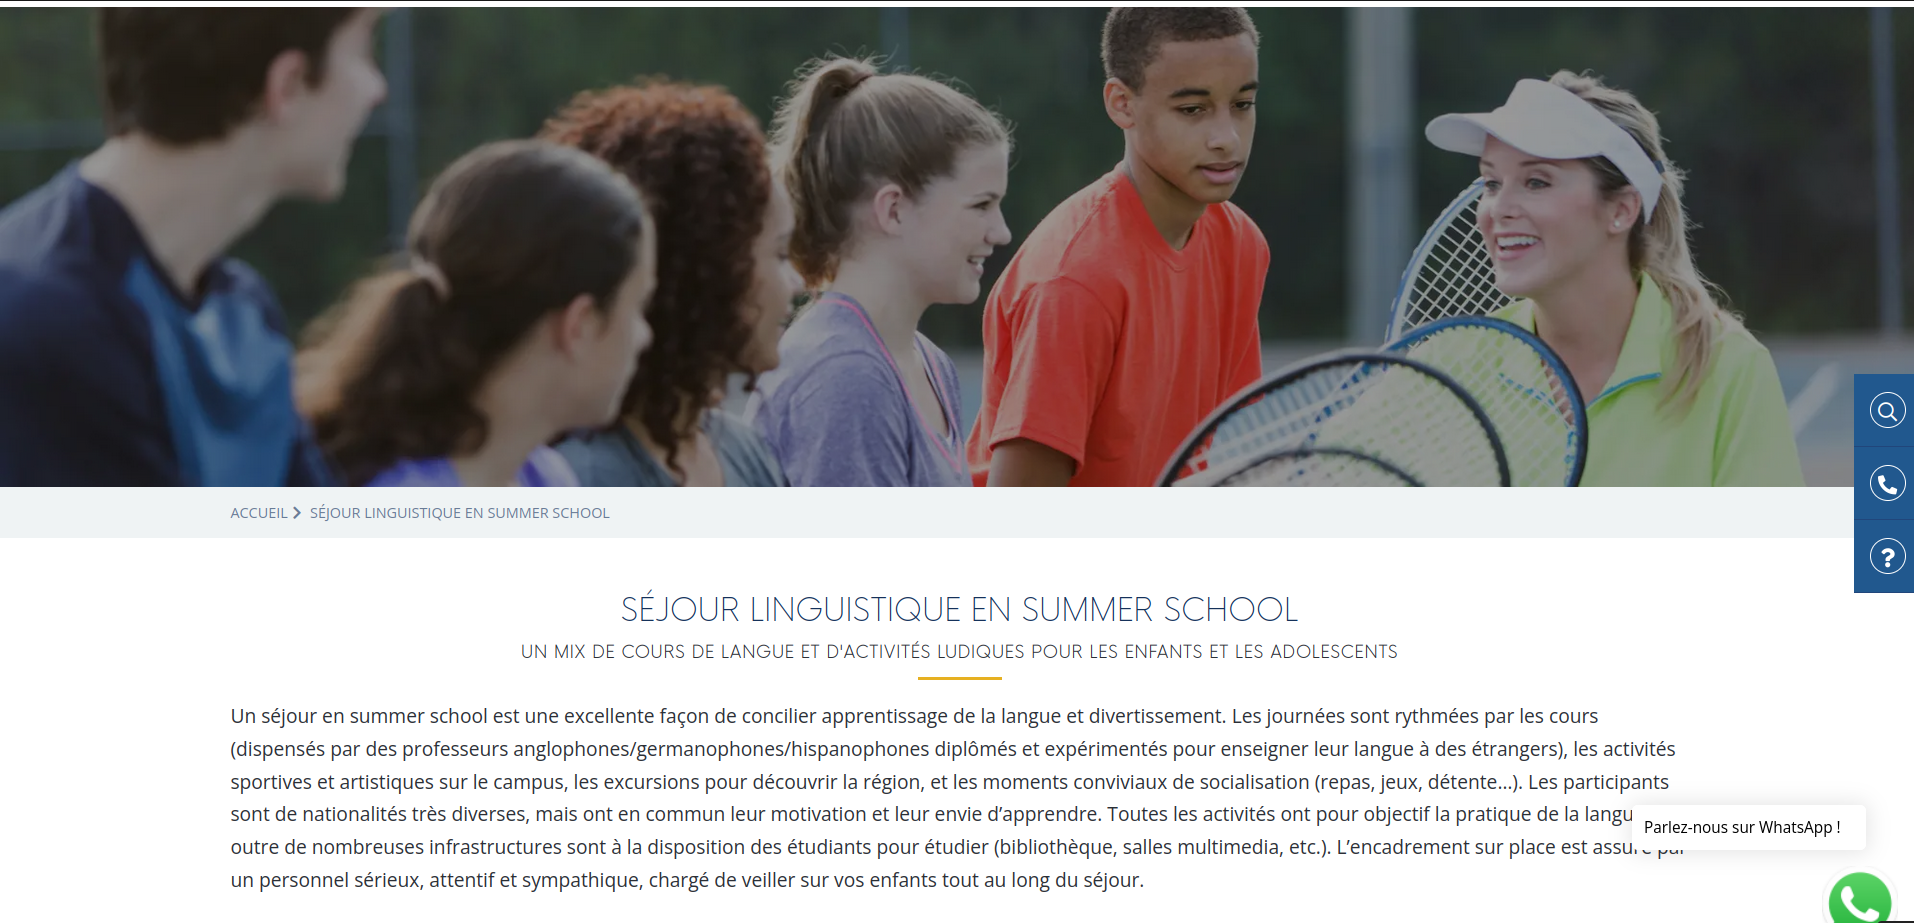 ACCUEIL SÉJOUR LINGUISTIQUE EN SUMMER SCHOOL
SÉJOUR LINGUISTIQUE EN SUMMER SCHOOL
UN MIX DE COURS DE LANGUE ET D'ACTIVITÉS LUDIQUES POUR LES ENFANTS ET LES ADOLESCENTS
Un séjour en summer school est une excellente façon de concilier apprentissage de la langue et divertissement. Les journées sont rythmées par les cours
(dispensés par des professeurs anglophones/germanophones/hispanophones diplômés et expérimentés pour enseigner leur langue à des étrangers), les activités
sportives et artistiques sur le campus, les excursions pour découvrir la région, et les moments conviviaux de socialisation (repas, jeux, détente...). Les participants
sont de nationalités très diverses, mais ont en commun leur motivation et leur envie d’apprendre. Toutes les activités ont pour objectif la pratique de la
outre de nombreuses infrastructures sont à la disposition des étudiants pour étudier (bibliothèque, salles multimedia, etc.). L’encadrement sur place est assuré par
un personnel sérieux, attentif et sympathique, chargé de veiller sur vos enfants tout au long du séjour.
Parlez-nous sur WhatsApp !